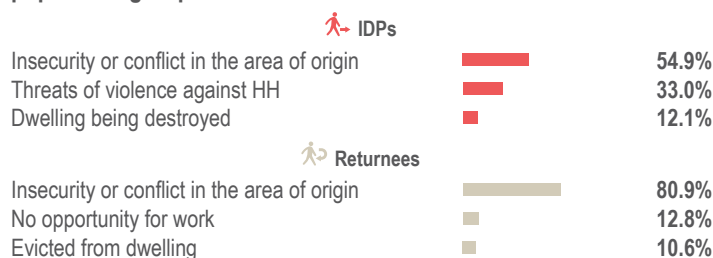 IDPs
Insecurity or conflict in the area of origin 54.9%
Threats of violence against HH 33.0%
Dwelling being destroyed 12.1%
Returnees
Insecurity or conflict in the area of origin 80.9%
No opportunity for work 12.8%
Evicted from dwelling 10.6%